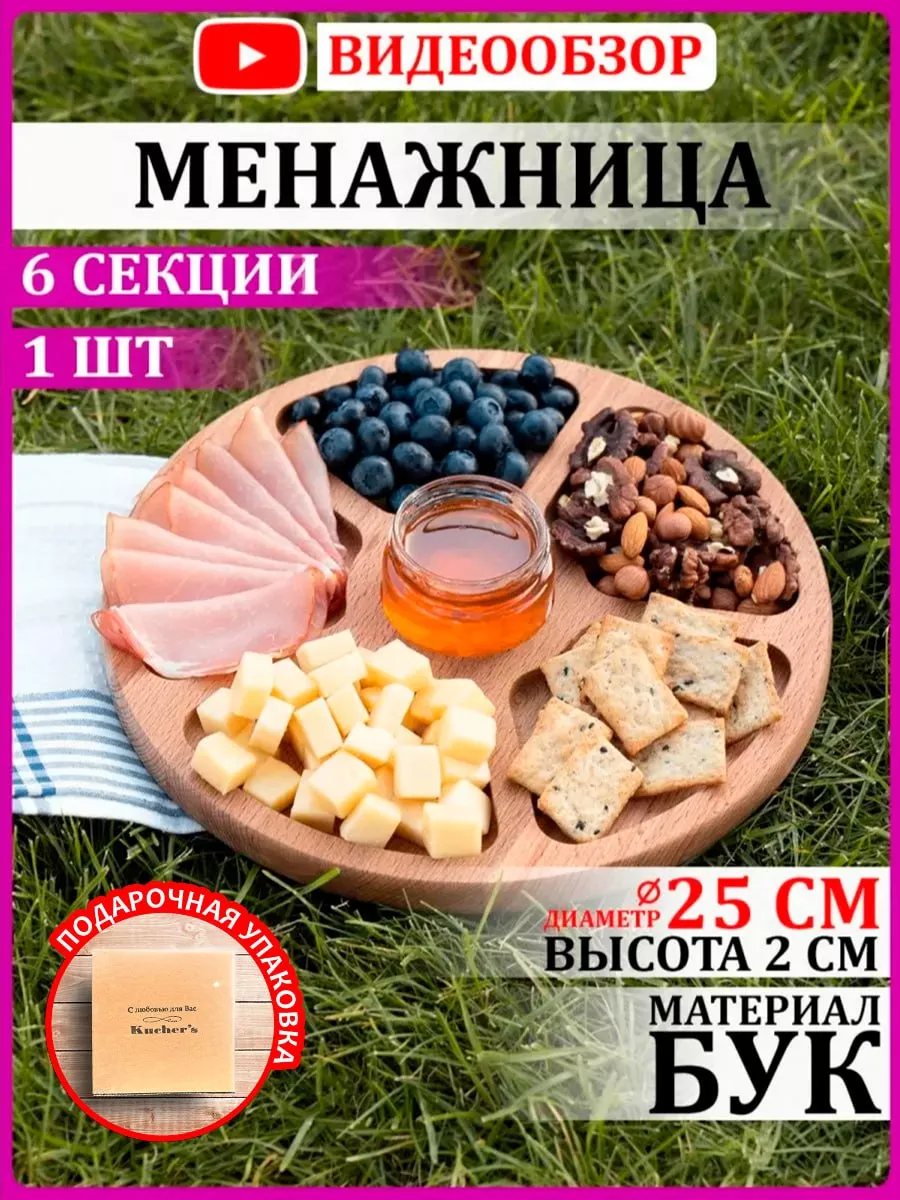 ВИДЕООБЗОР
МЕНАЖНИЦА
6 СЕКЦИИ
1 ШТ
⌀ 25 СМ
ДИАМЕТР
ВЫСОТА 2 СМ
МАТЕРИАЛ
БУК
ПОДАРОЧНАЯ УПАКОВКА
С любовью для Вас
Kucher's